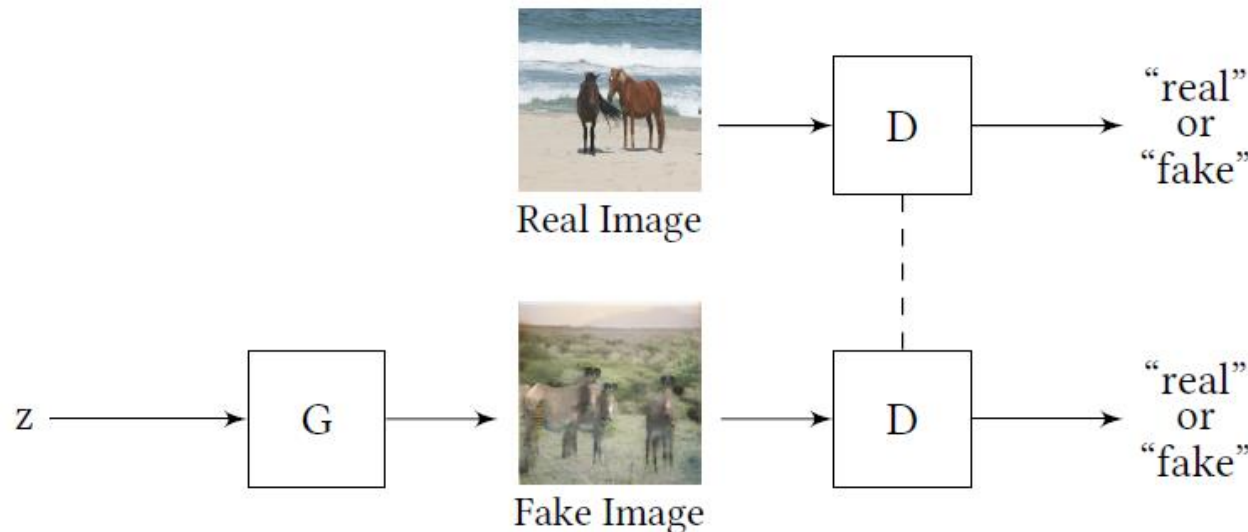 D
“real”
or
“fake”
Real Image
z
G
D
“real”
or
“fake”
Fake Image